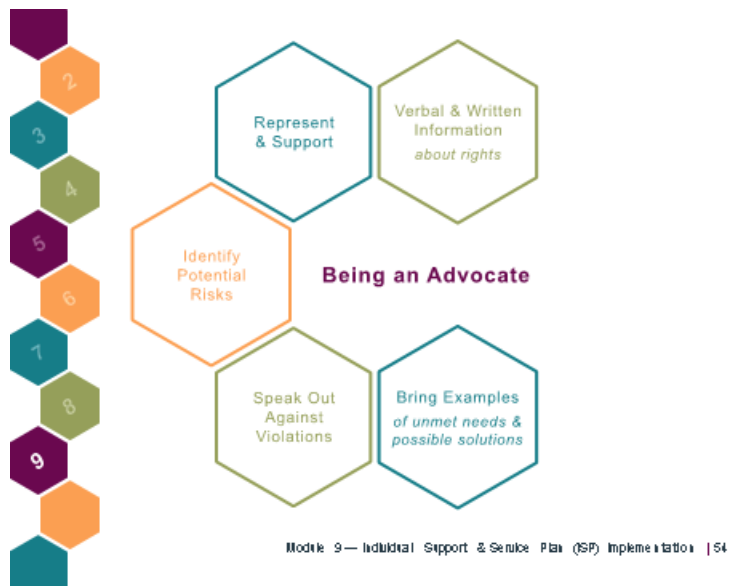 2
3
4
5
6
7
8
9
Represent
& Support
Verbal & Written
Information
about rights
Identify
Potential
Risks
Being an Advocate
Speak Out
Against
Violations
Bring Examples
of unmet needs &
possible solutions
Module 9 — Individual Support & Service Plan (ISP) Implementation | 54